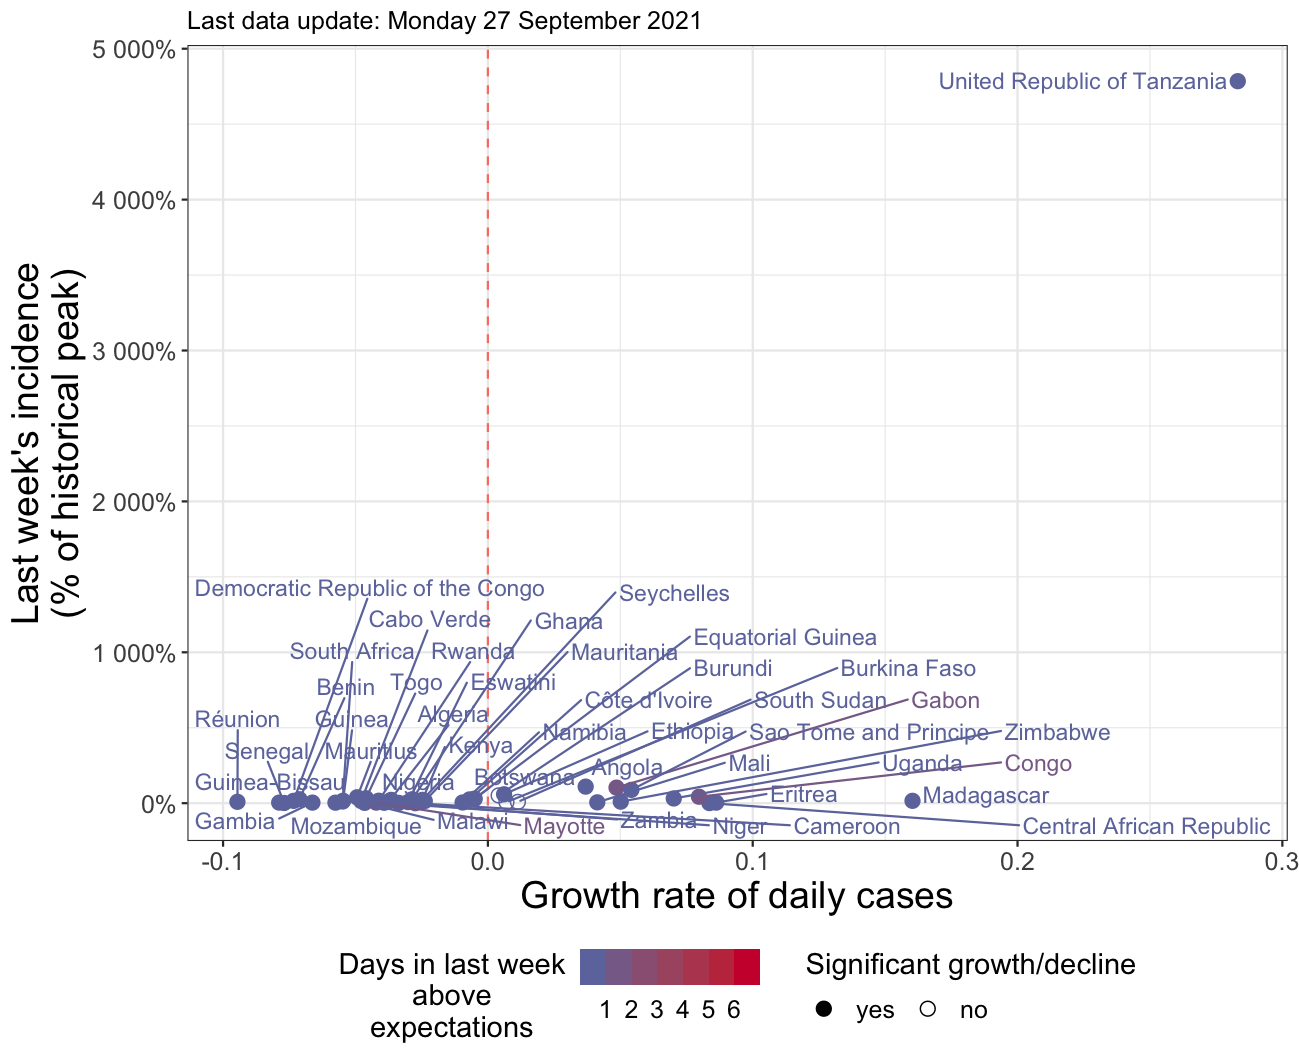 Last data update: Monday 27 September 2021
Last week's incidence
(% of historical peak)
5 000%
4 000%
3 000%
2 000%
1 000%
0%
United Republic of Tanzania
Democratic Republic of the Congo
Seychelles
Cabo Verde
Ghana
Equatorial Guinea
South Africa
Rwanda
Mauritania
Burundi
Burkina Faso
Benin
Togo
Eswatini
Côte d'Ivoire
South Sudan
Gabon
Réunion
Guinea
Algeria
Namibia
Ethiopia
Sao Tome and Principe
Zimbabwe
Senegal
Mauritius
Kenya
Angola
Mali
Uganda
Congo
Guinea-Bissau
Nigeria
Botswana
Eritrea
Madagascar
Gambia
Mozambique
Malawi
Mayotte
Zambia
Niger
Cameroon
Central African Republic
-0.1
0.0
0.1
0.2
0.3
Growth rate of daily cases
Days in last week
above
expectations
1 2 3 4 5 6
Significant growth/decline
yes no